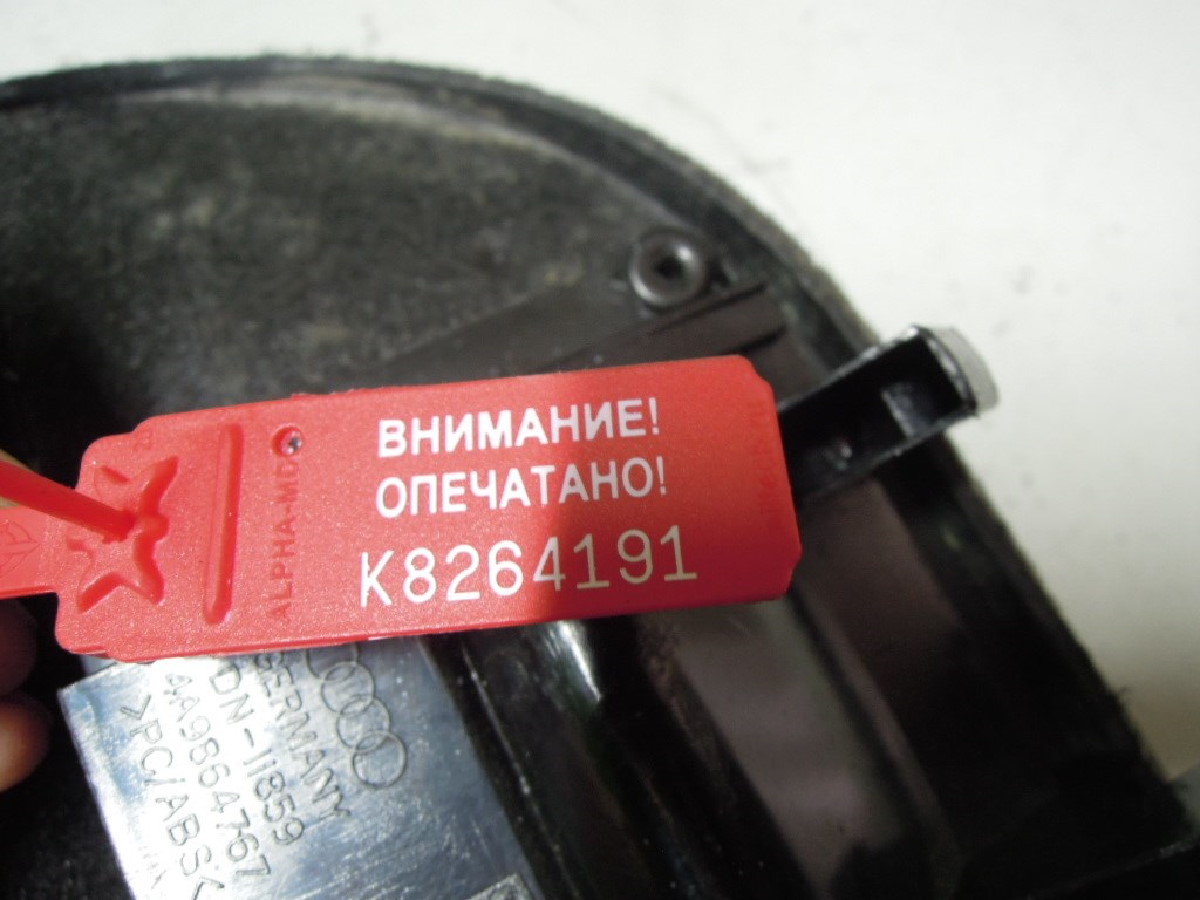 ВНИМАНИЕ!
ОПЕЧАТАНО!
K8264191
ALPHA-MD
GERMANY
DN-11859
4A9864767
>PC/ABS<